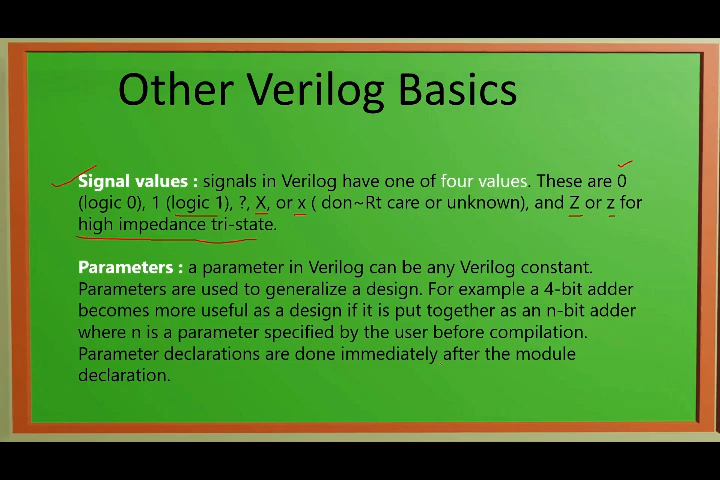 Other Verilog Basics
Signal values : signals in Verilog have one of four values. These are 0
(logic 0), 1 (logic 1), ?, X, or x ( don~Rt care or unknown), and Z or z for
high impedance tri-state.
Parameters : a parameter in Verilog can be any Verilog constant.
Parameters are used to generalize a design. For example a 4-bit adder
becomes more useful as a design if it is put together as an n-bit adder
where n is a parameter specified by the user before compilation.
Parameter declarations are done immediately after the module
declaration.